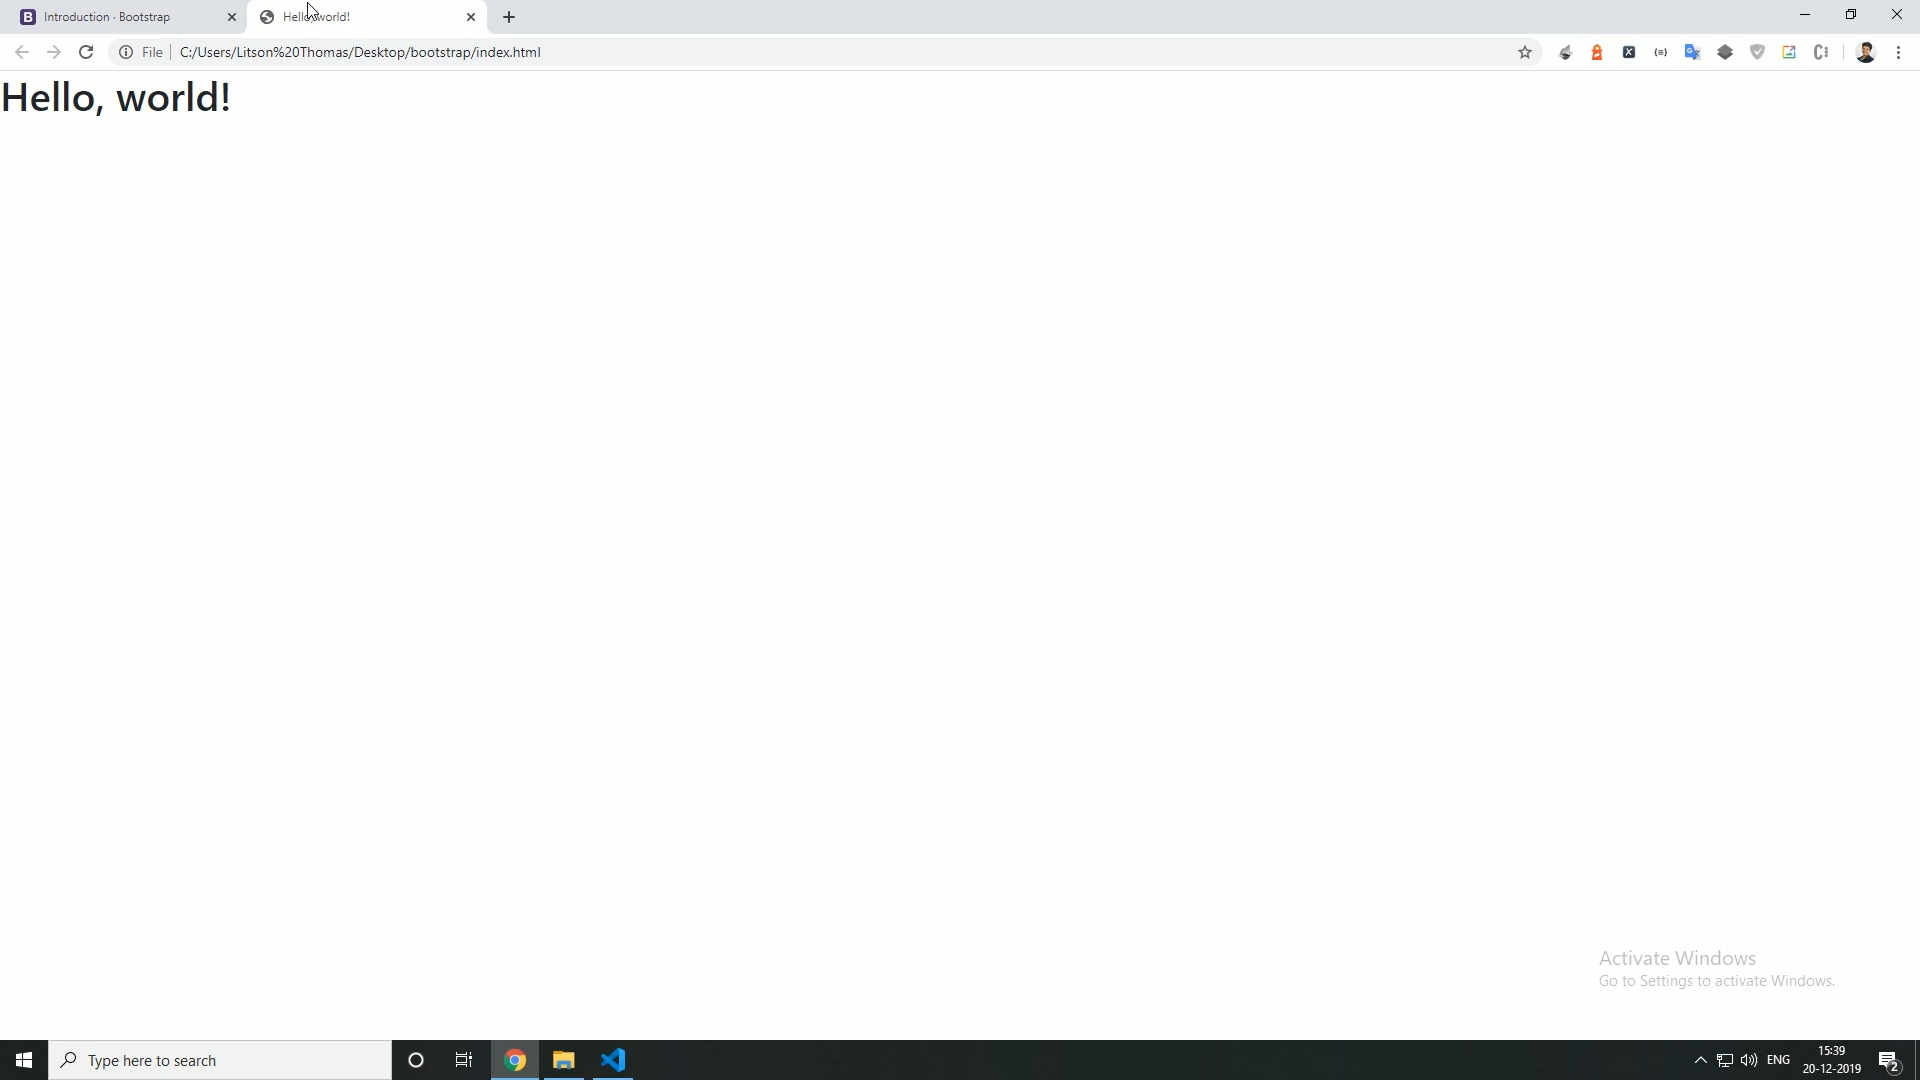 B Introduction · Bootstrap
Hello, world!
File C:/Users/Litson%20Thomas/Desktop/bootstrap/index.html
Hello, world!
Activate Windows
Go to Settings to activate Windows.
Type here to search
ENG
15:39
20-12-2019
2